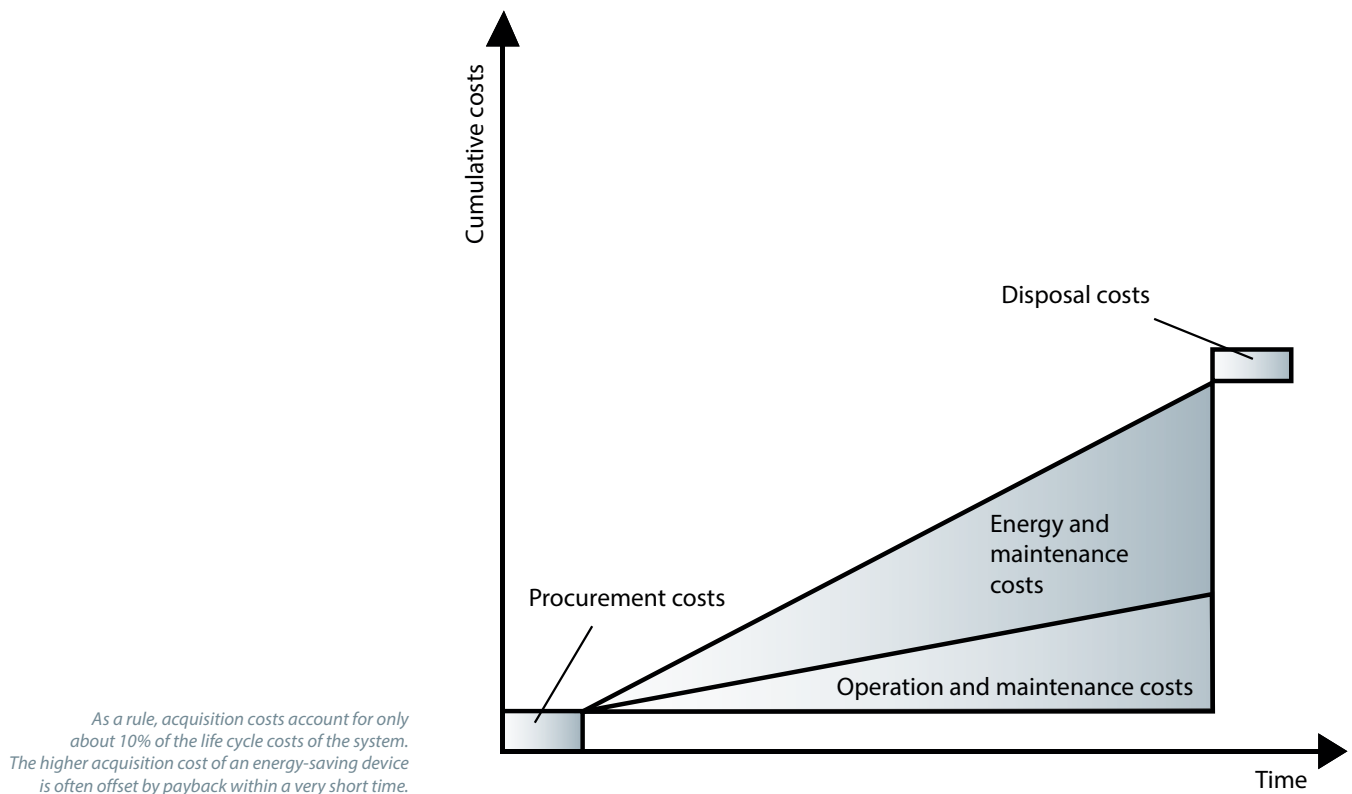 Cumulative costs
Disposal costs
Energy and
maintenance
costs
Procurement costs
Operation and maintenance costs
As a rule, acquisition costs account for only
about 10% of the life cycle costs of the system.
The higher acquisition cost of an energy-saving device
is often offset by payback within a very short time.
Time